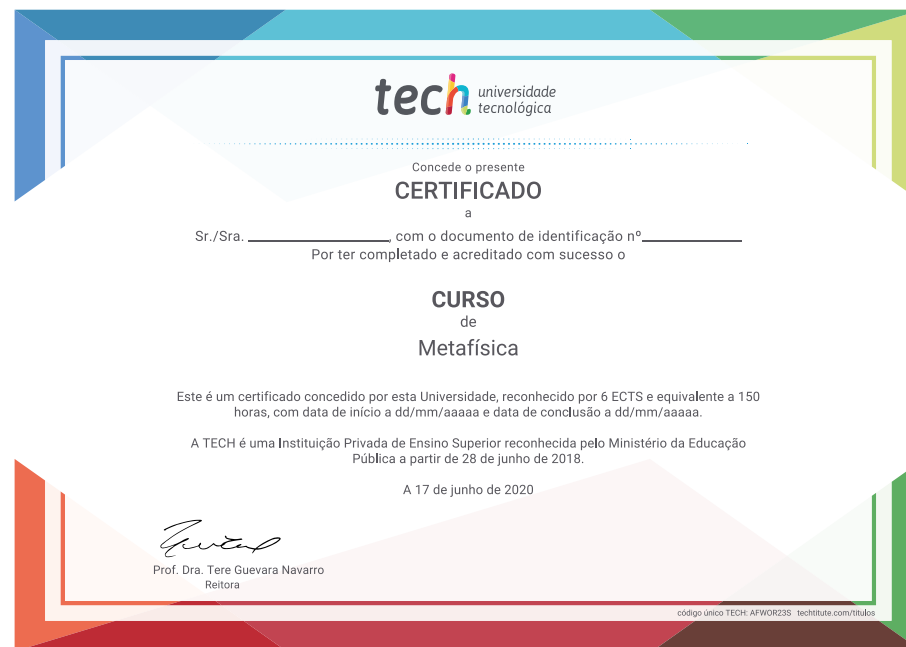 tech universidade
tecnológica
Concede o presente
CERTIFICADO
a
Sr./Sra. ____________, com o documento de identificação nº____________
Por ter completado e acreditado com sucesso o
CURSO
de
Metafísica
Este é um certificado concedido por esta Universidade, reconhecido por 6 ECTS e equivalente a 150
horas, com data de início a dd/mm/aaaaa e data de conclusão a dd/mm/aaaaa.
A TECH é uma Instituição Privada de Ensino Superior reconhecida pelo Ministério da Educação
Pública a partir de 28 de junho de 2018.
A 17 de junho de 2020
Prof. Dra. Tere Guevara Navarro
Reitora
código único TECH: AFWOR23S techtitute.com/titulos